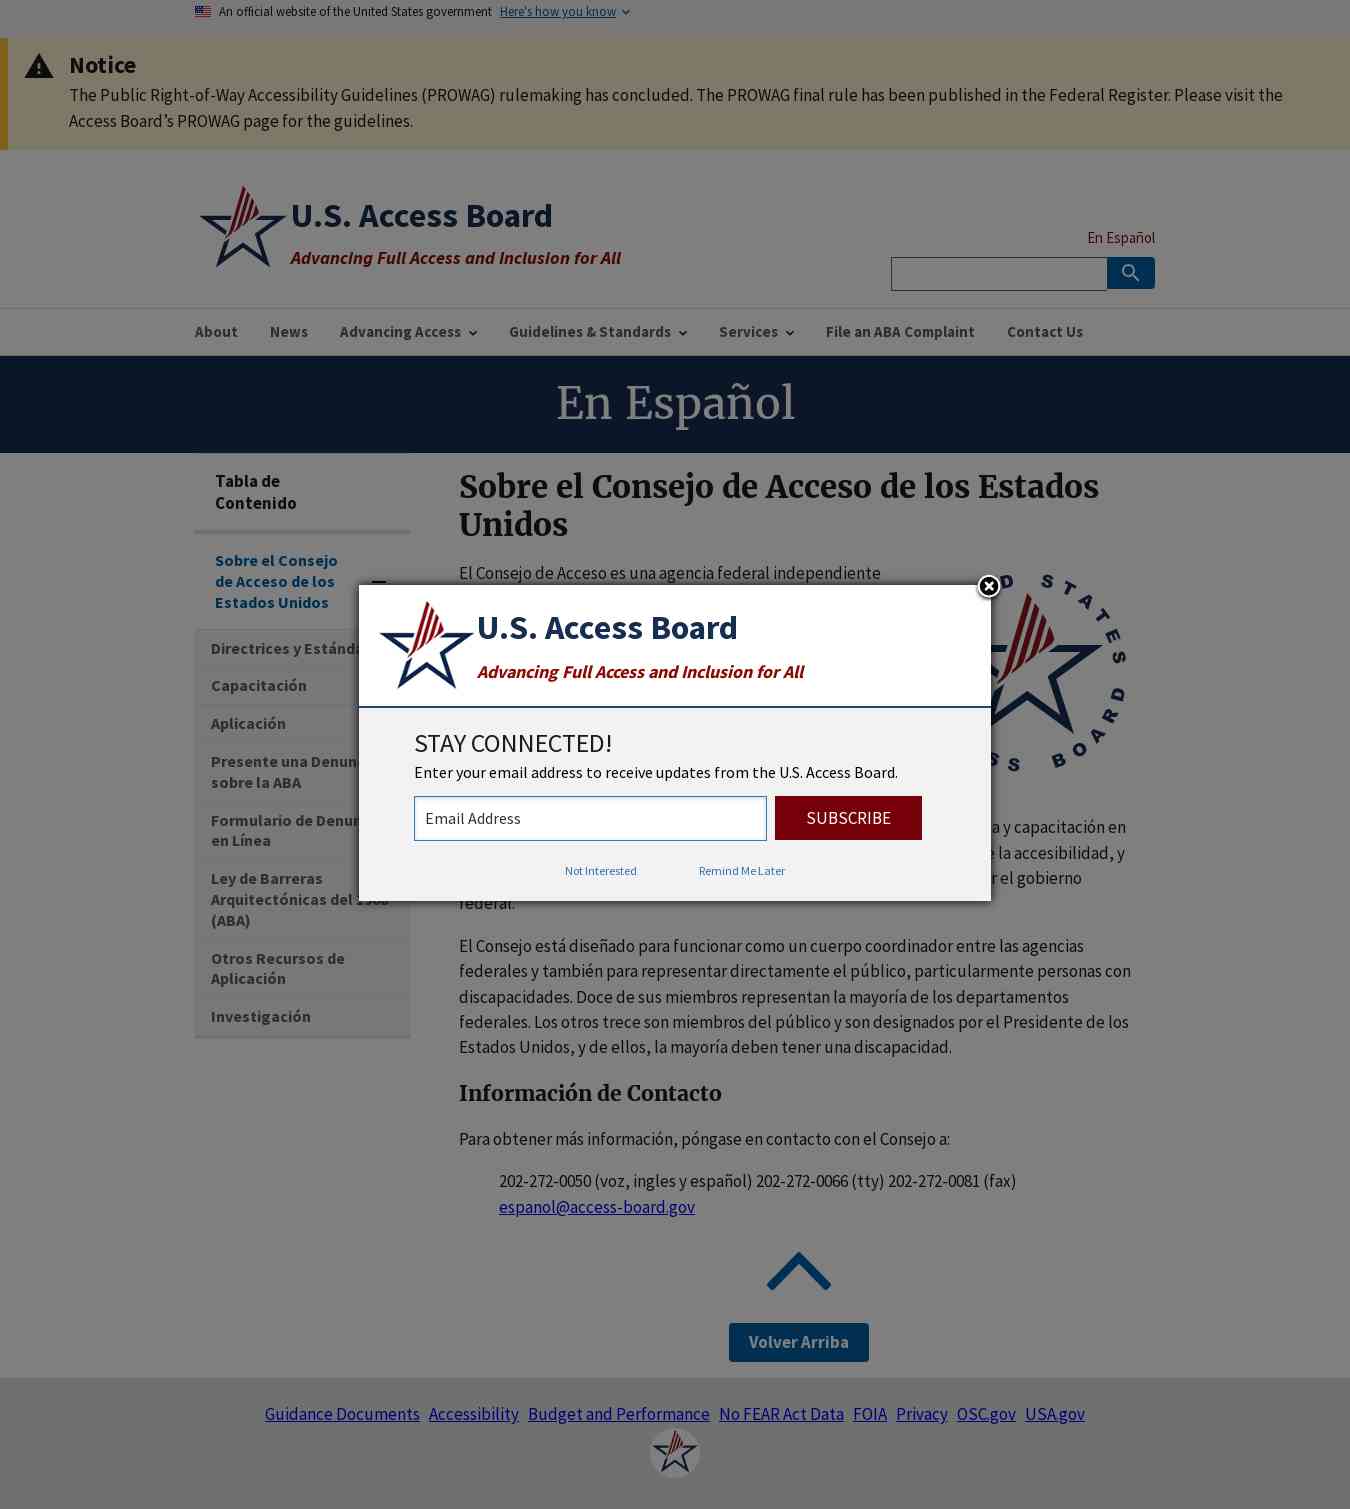 An official website of the United States government Here's how you know
Notice
The Public Right-of-Way Accessibility Guidelines (PROWAG) rulemaking has concluded. The PROWAG final rule has been published in the Federal Register. Please visit the
Access Board’s PROWAG page for the guidelines.
U.S. Access Board
Advancing Full Access and Inclusion for All
En Español
About News Advancing Access Guidelines & Standards Services File an ABA Complaint Contact Us
En Español
Tabla de
Contenido
Sobre el Consejo
de Acceso de los
Estados Unidos
Directrices y
Capacitación
Aplicación
Presente una
sobre la ABA
Formulario de
en Línea
Ley de Barreras
Arquitectónicas del
(ABA)
Otros Recursos de
Aplicación
Investigación
Sobre el Consejo de Acceso de los Estados
Unidos
El Consejo de Acceso es una agencia federal independiente
STATES
BOARD
U.S. Access Board
Advancing Full Access and Inclusion for All
STAY CONNECTED!
Enter your email address to receive updates from the U.S. Access Board.
Email Address SUBSCRIBE
Not Interested Remind Me Later
y capacitación en
la accesibilidad, y
el gobierno
federal.
El Consejo está diseñado para funcionar como un cuerpo coordinador entre las agencias
federales y también para representar directamente el público, particularmente personas con
discapacidades. Doce de sus miembros representan la mayoría de los departamentos
federales. Los otros trece son miembros del público y son designados por el Presidente de los
Estados Unidos, y de ellos, la mayoría deben tener una discapacidad.
Información de Contacto
Para obtener más información, póngase en contacto con el Consejo a:
202-272-0050 (voz, ingles y español) 202-272-0066 (tty) 202-272-0081 (fax)
espanol@access-board.gov
Volver Arriba
Guidance Documents Accessibility Budget and Performance No FEAR Act Data FOIA Privacy OSC.gov USA.gov